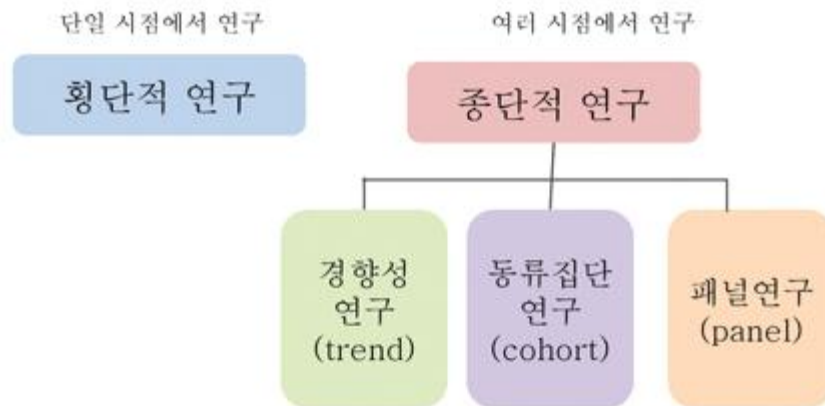 단일 시점에서 연구
여러 시점에서 연구
횡단적 연구
종단적 연구
경향성
연구
(trend)
동류집단
연구
(cohort)
패널연구
(panel)